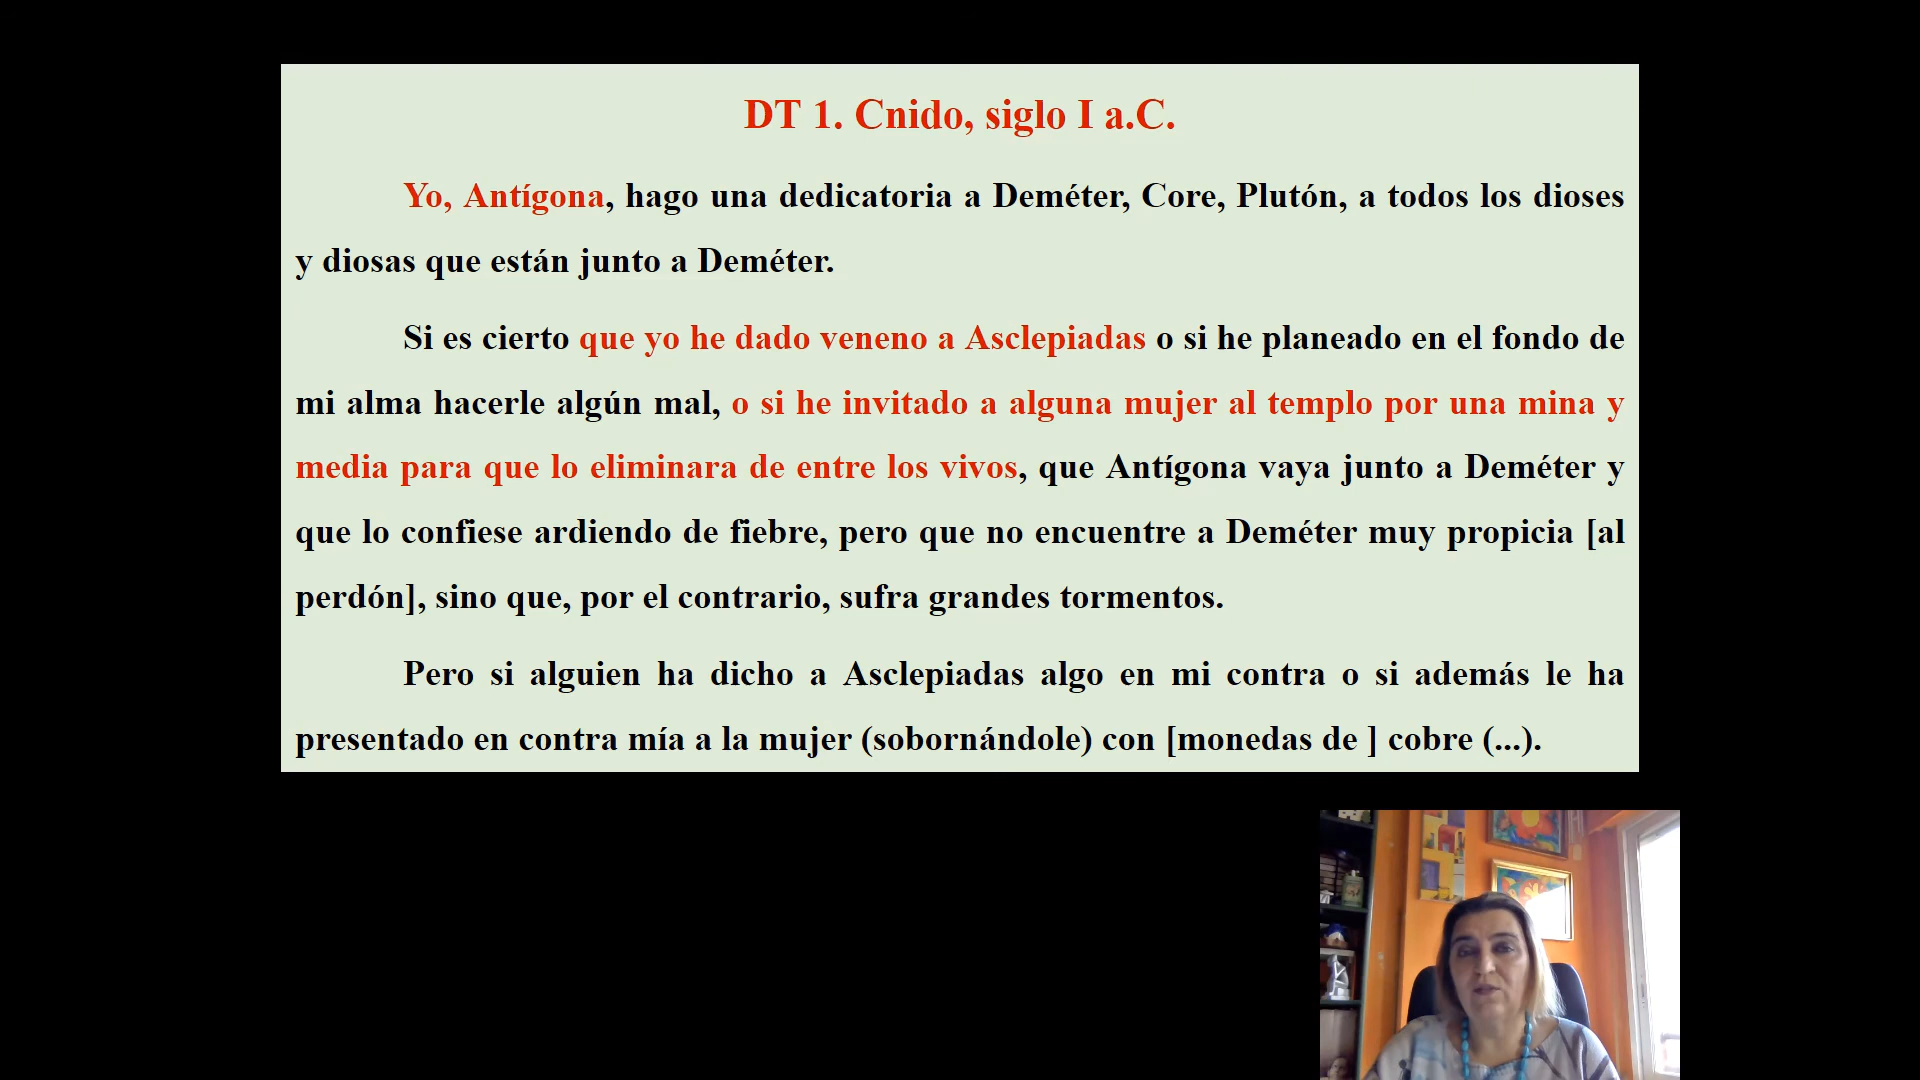 DT 1. Cnido, siglo I a.C.
Yo, Antígona, hago una dedicatoria a Deméter, Core, Plutón, a todos los dioses
y diosas que están junto a Deméter.
Si es cierto que yo he dado veneno a Asclepiadas o si he planeado en el fondo de
mi alma hacerle algún mal, o si he invitado a alguna mujer al templo por una mina y
media para que lo eliminara de entre los vivos, que Antígona vaya junto a Deméter y
que lo confiese ardiendo de fiebre, pero que no encuentre a Deméter muy propicia [al
perdón], sino que, por el contrario, sufra grandes tormentos.
Pero si alguien ha dicho a Asclepiadas algo en mi contra o si además le ha
presentado en contra mía a la mujer (sobornándole) con [monedas de ] cobre (...).